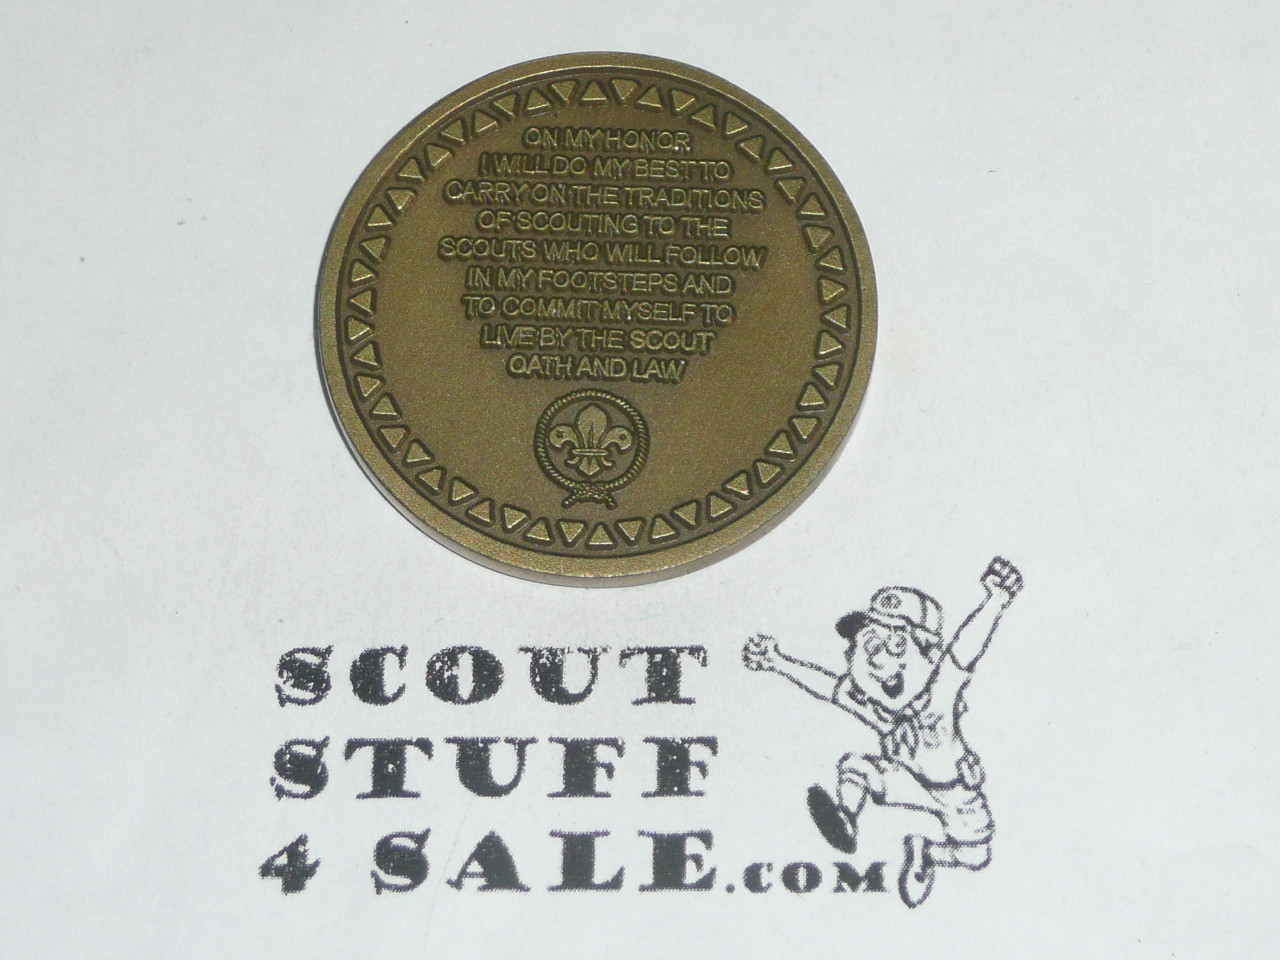 ON MY HONOR
I WILL DO MY BEST TO
CARRY ON THE TRADITIONS
OF SCOUTING TO THE
SCOUTS WHO WILL FOLLOW
IN MY FOOTSTEPS AND
TO COMMIT MYSELF TO
LIVE BY THE SCOUT
OATH AND LAW
SCOUT
STUFF
4 SALE.COM